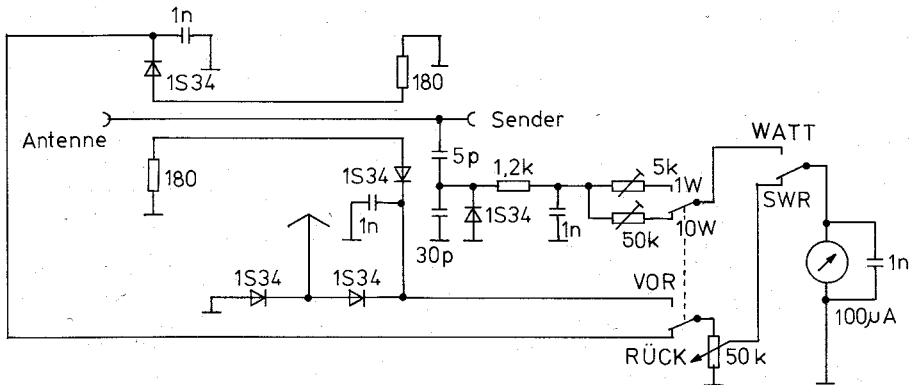 1n
1S34
180
Antenne
Sender
WATT
5p
180
1S34
1,2k
5k
1W
SWR
1n
1S34
1n
50k
10W
30p
1n
1S34
1S34
VOR
100µA
RÜCK
50k